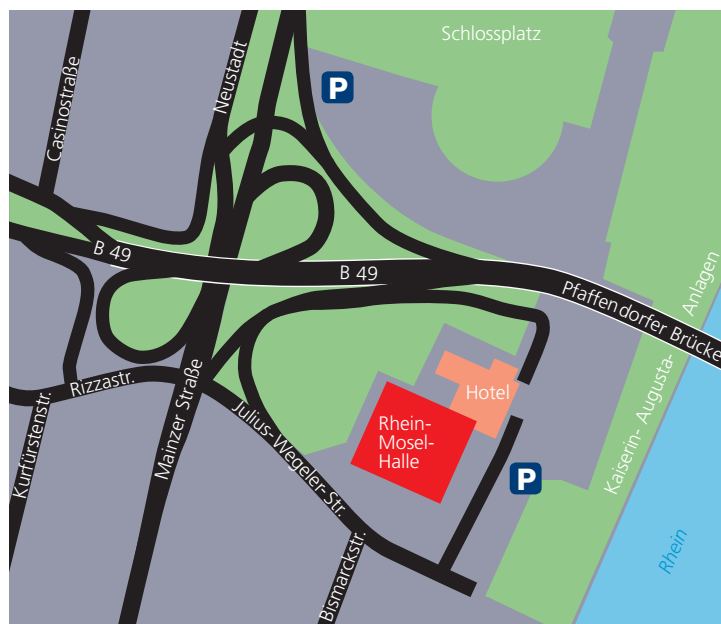 Schlossplatz
Neustadt
P
Casinostraße
B 49
B 49
Pfaffendorfer Brücke
Kaiserin- Augusta- Anlagen
Rizzastr.
Mainzer Straße
Kurfürstenstr.
Julius-Wegeler-Str.
Hotel
Rhein-
Mosel-
Halle
P
Bismarckstr.
Rhein